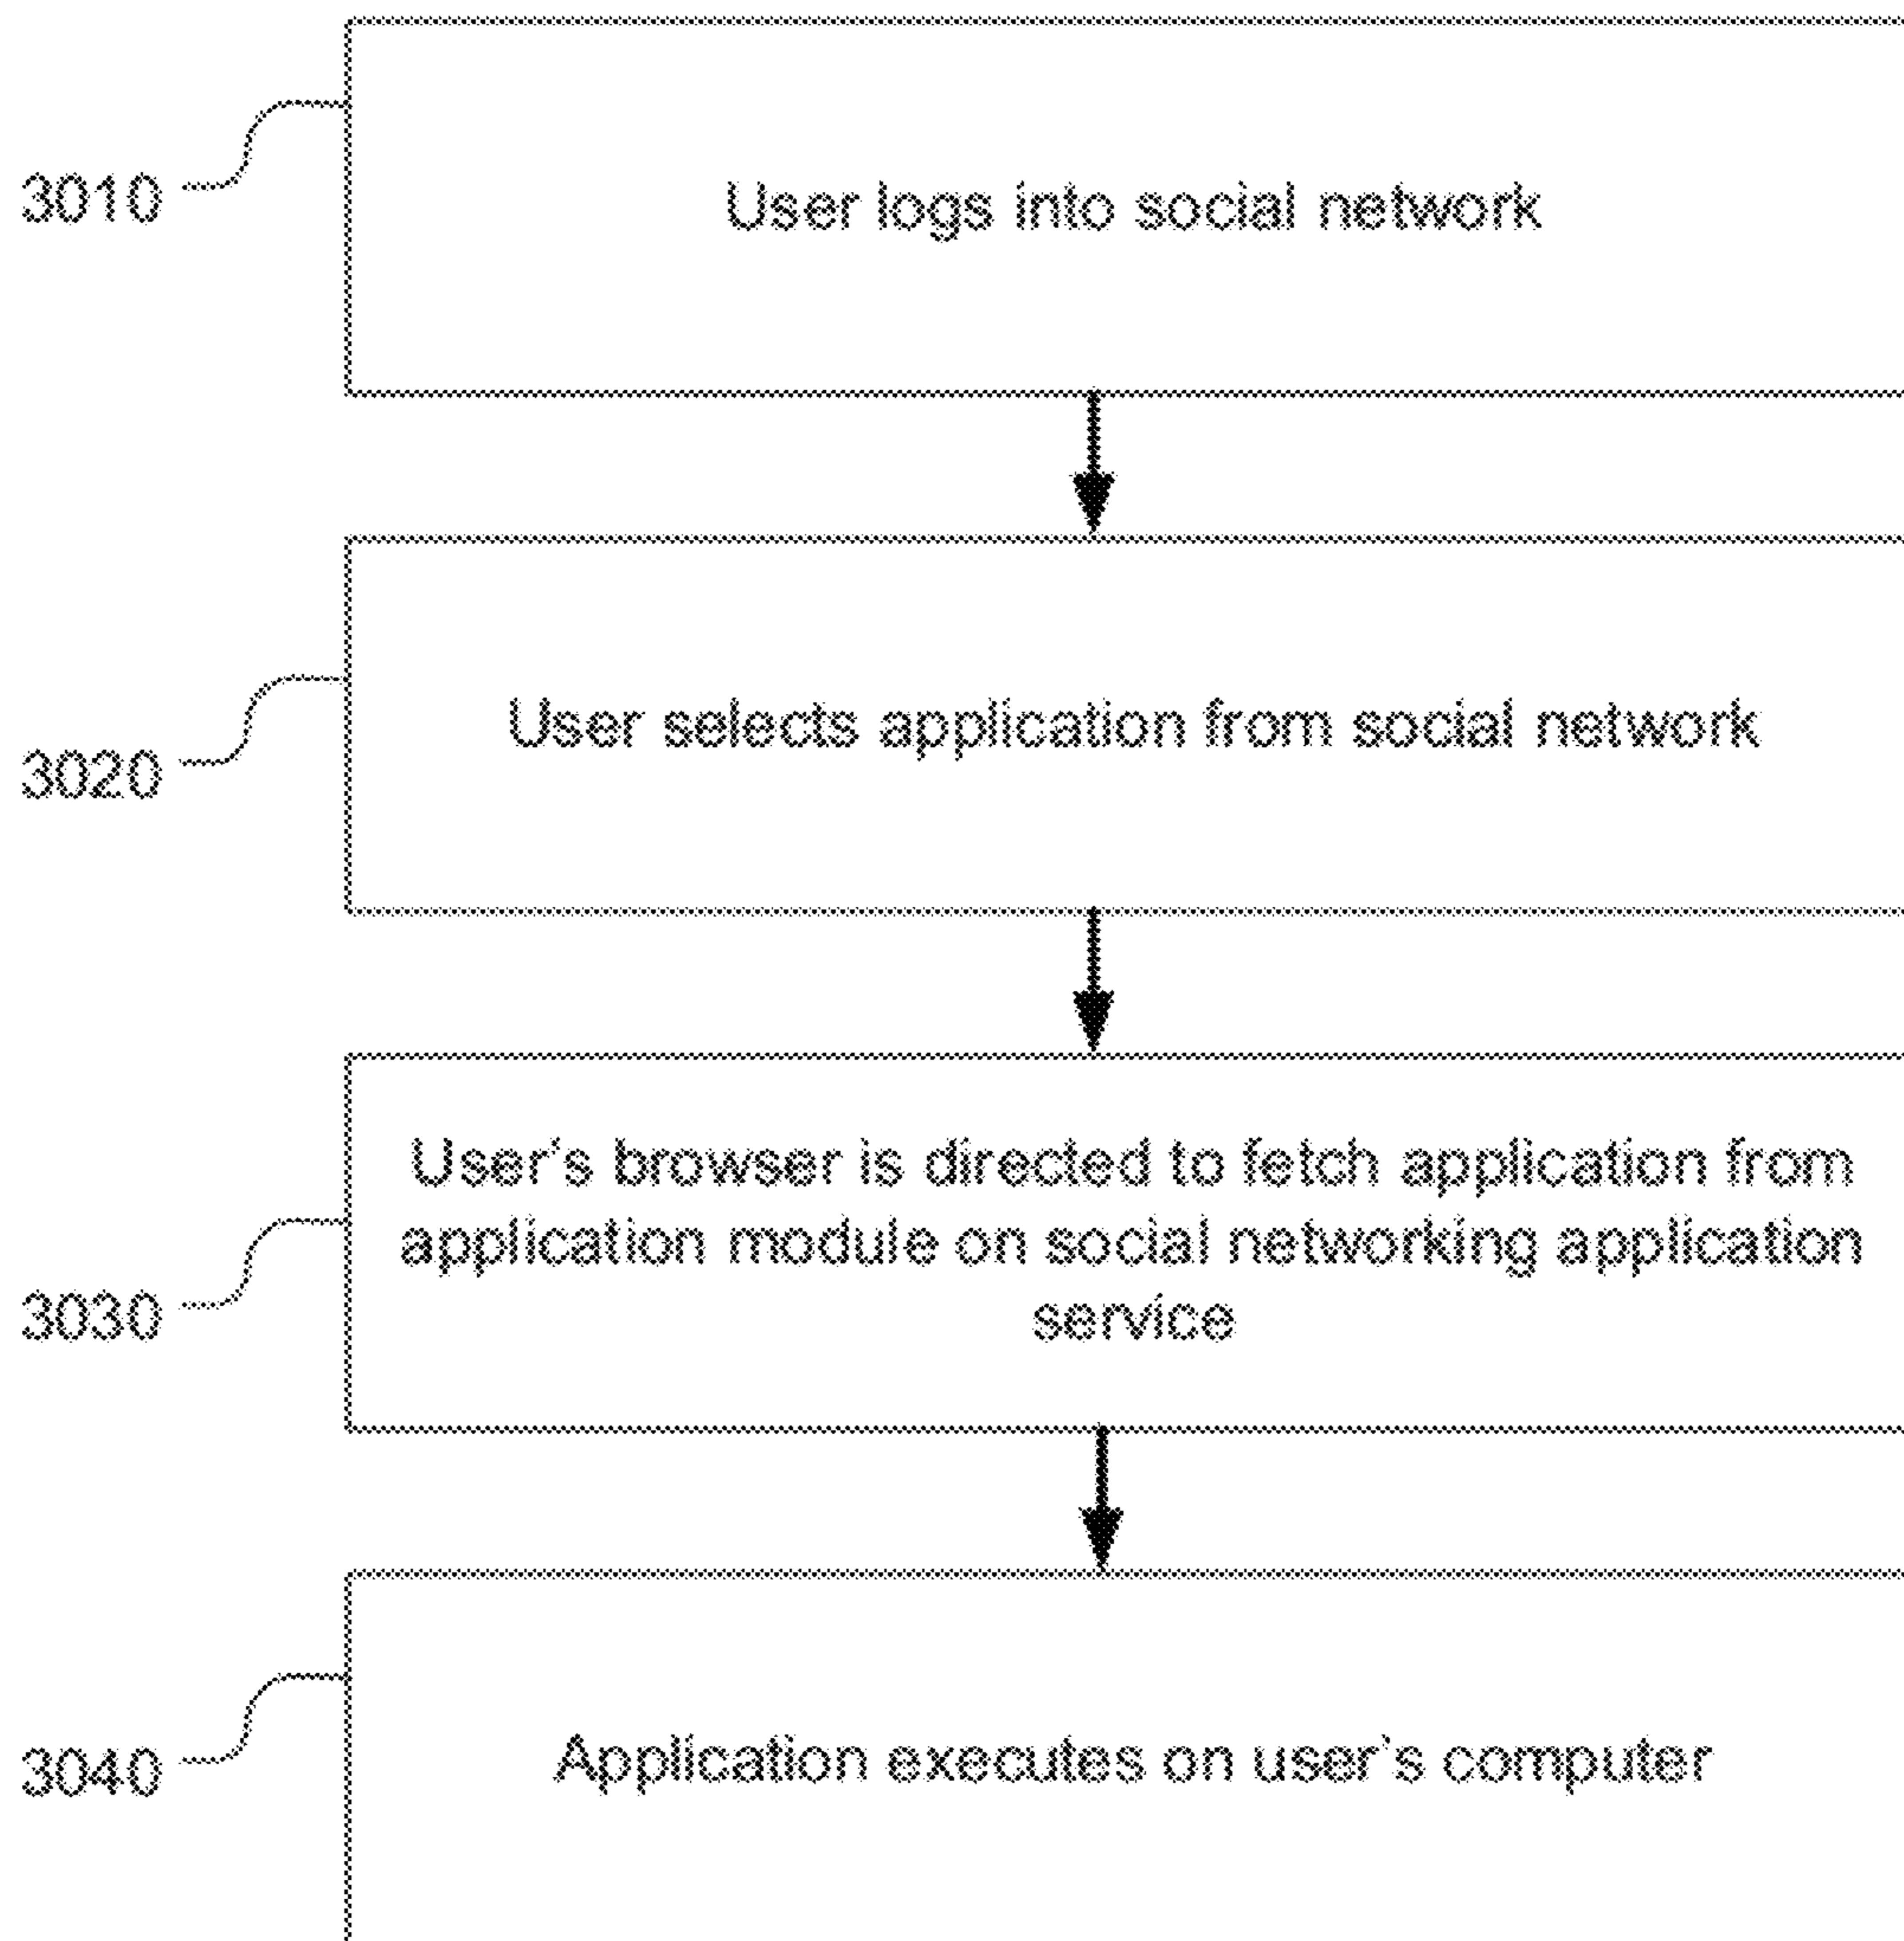 3010
User logs into social network
3020
User selects application from social network
User's browser is directed to fetch application from
application module on social networking application
service
3030
Application executes on user's computer
3040